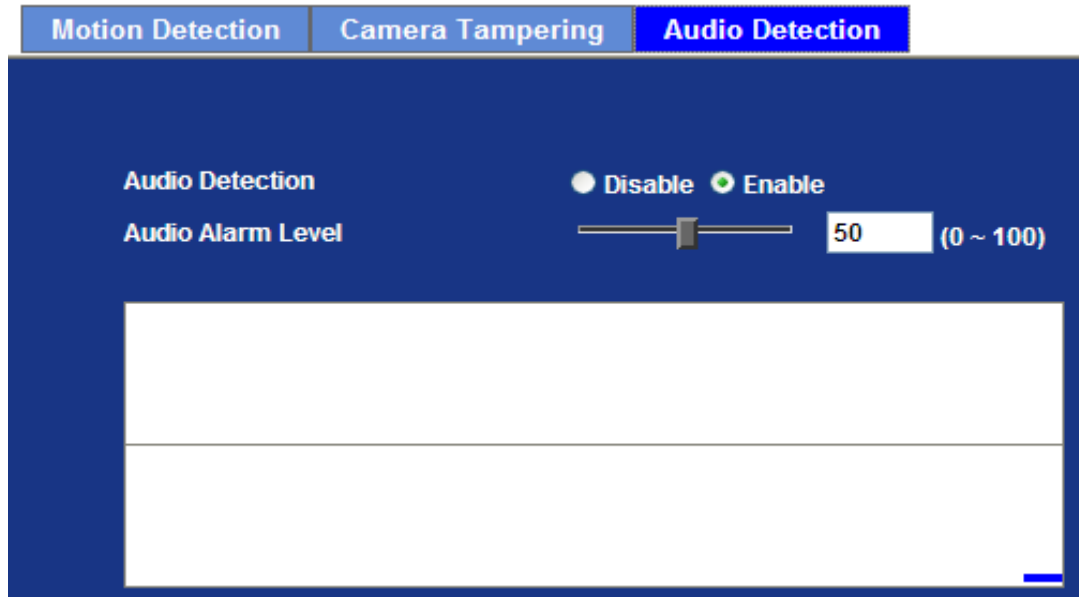 Motion Detection Camera Tampering Audio Detection
Audio Detection Disable Enable
Audio Alarm Level 50 (0 ~ 100)